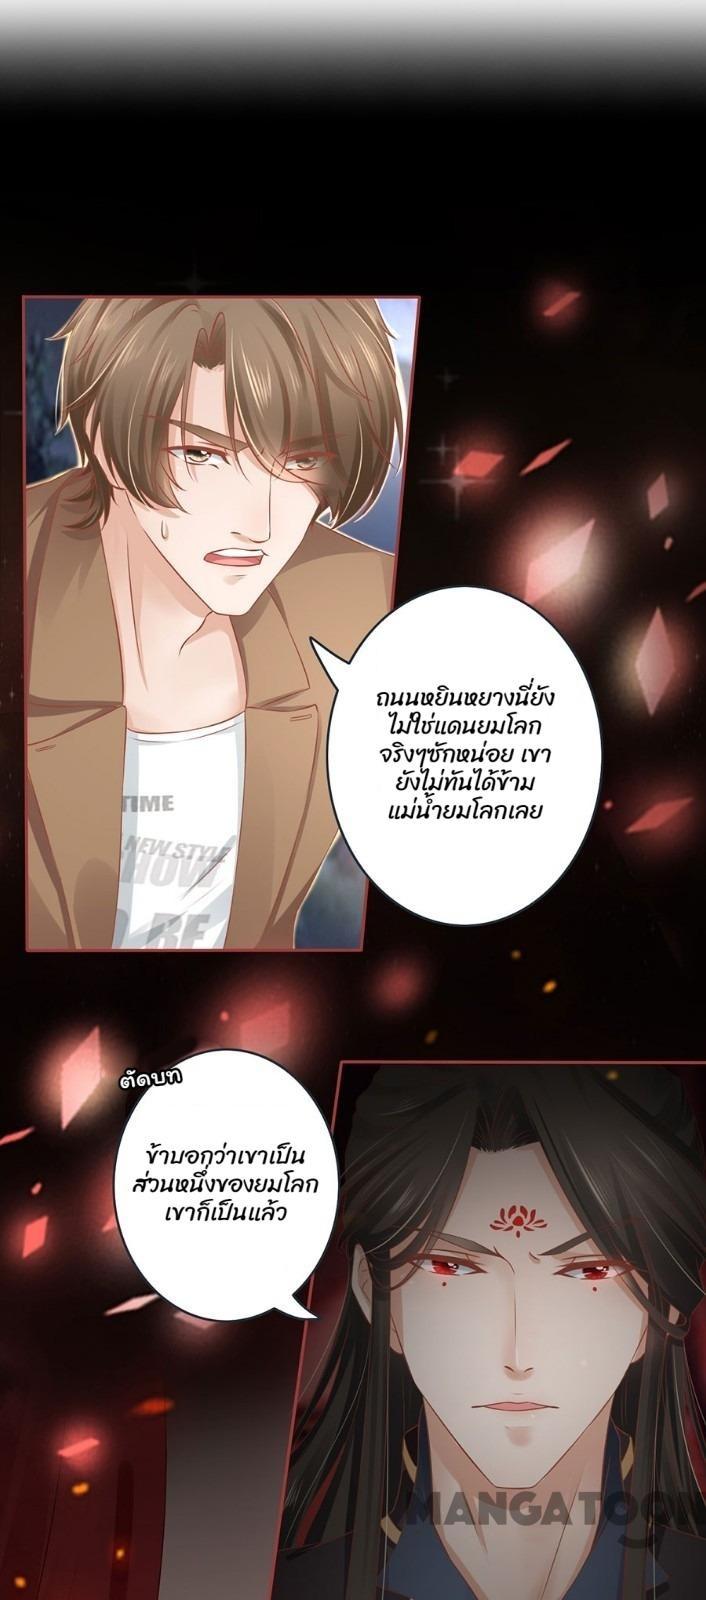 ถนนหยินหยางนี่ยัง
ไม่ใช่แดนยมโลก
จริงๆซักหน่อย เขา
ยังไม่ทันได้ข้าม
แม่น้ำยมโลกเลย
TIME
NEW.STYLE
SHOW
TO BE
ตัดบท
ข้าบอกว่าเขาเป็น
ส่วนหนึ่งของยมโลก
เขาก็เป็นแล้ว
MANGATOON